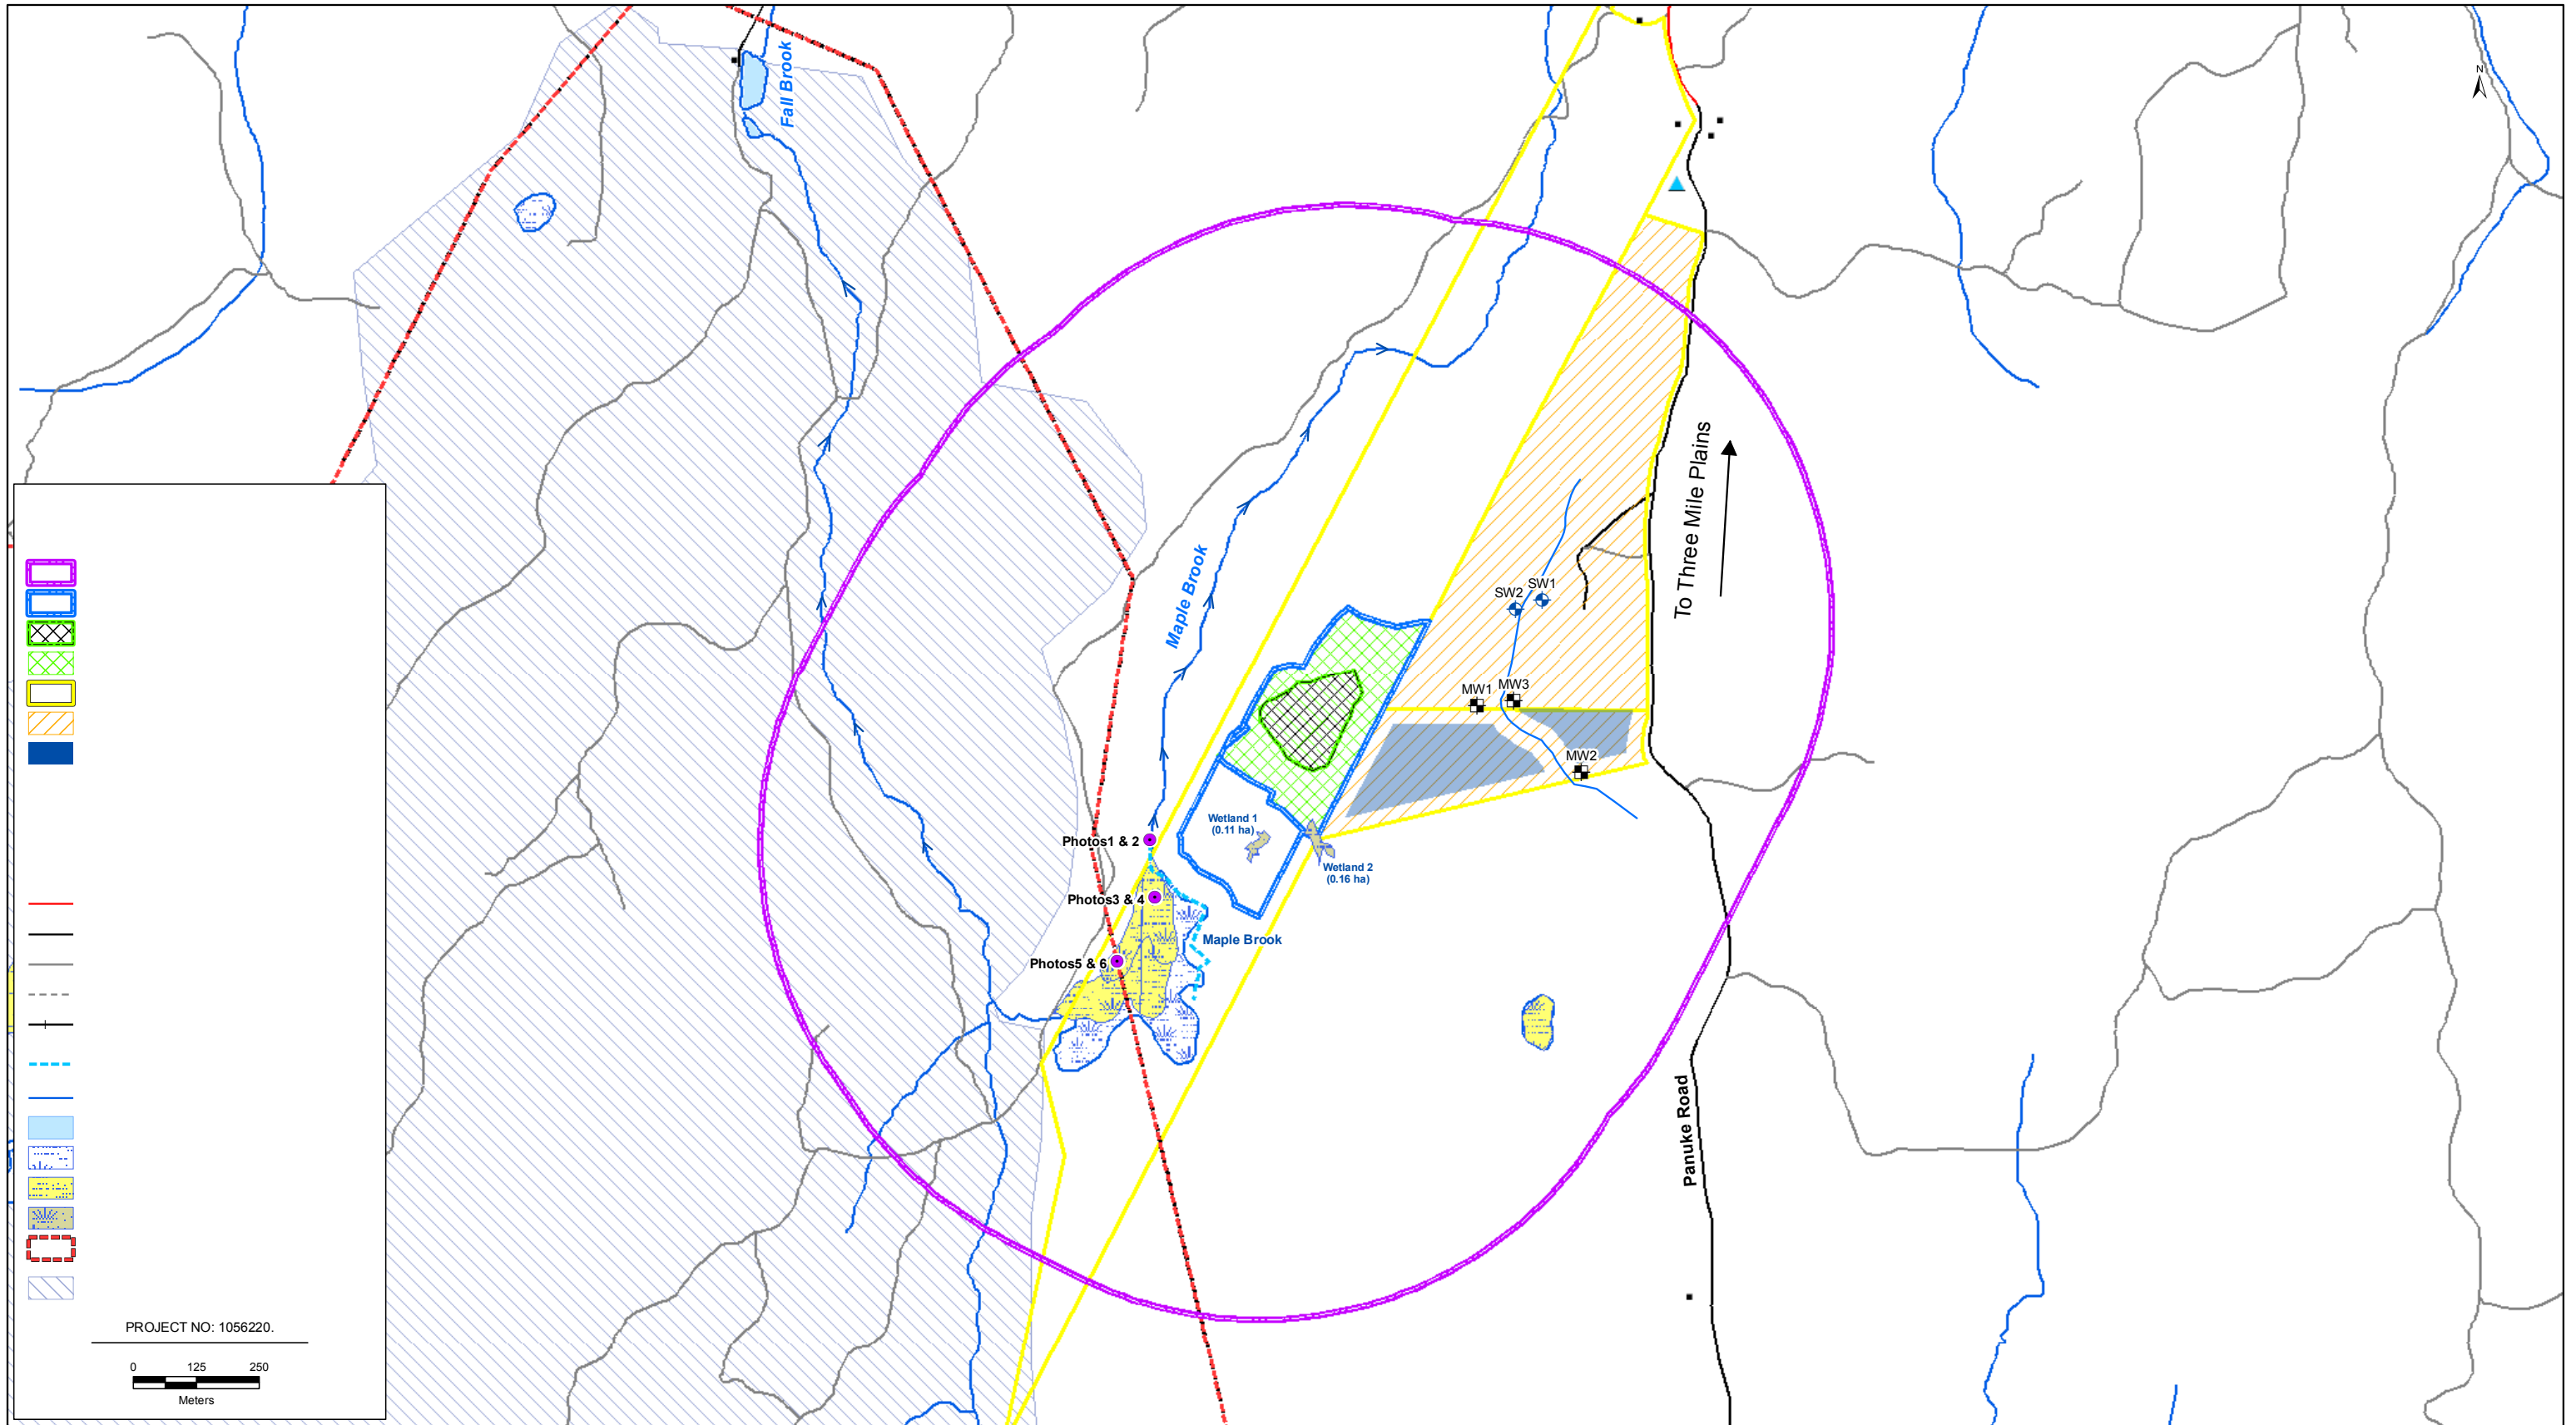 N
Fall Brook
To Three Mile Plains
Maple Brook
SW1
SW2
MW1
MW3
MW2
Wetland 1
(0.11 ha)
Wetland 2
(0.16 ha)
Photos1 & 2
Photos3 & 4
Maple Brook
Photos5 & 6
Panuke Road
PROJECT NO: 1056220.
0 125 250
Meters